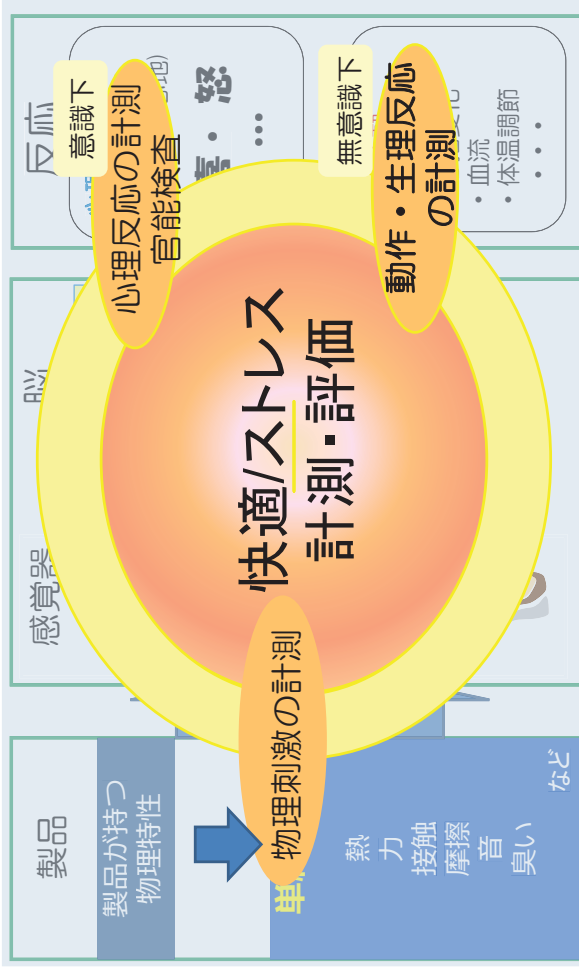 製品
製品が持つ
物理特性
物理刺激の計測
熱
力
接触
摩擦
音
臭い
など
感覚器
脳
快適/ストレス
計測・評価
反応
意識下
心理反応の計測
官能検査
・怒
…
無意識下
動作・生理反応
の計測
・血流
・体温調節
・・・